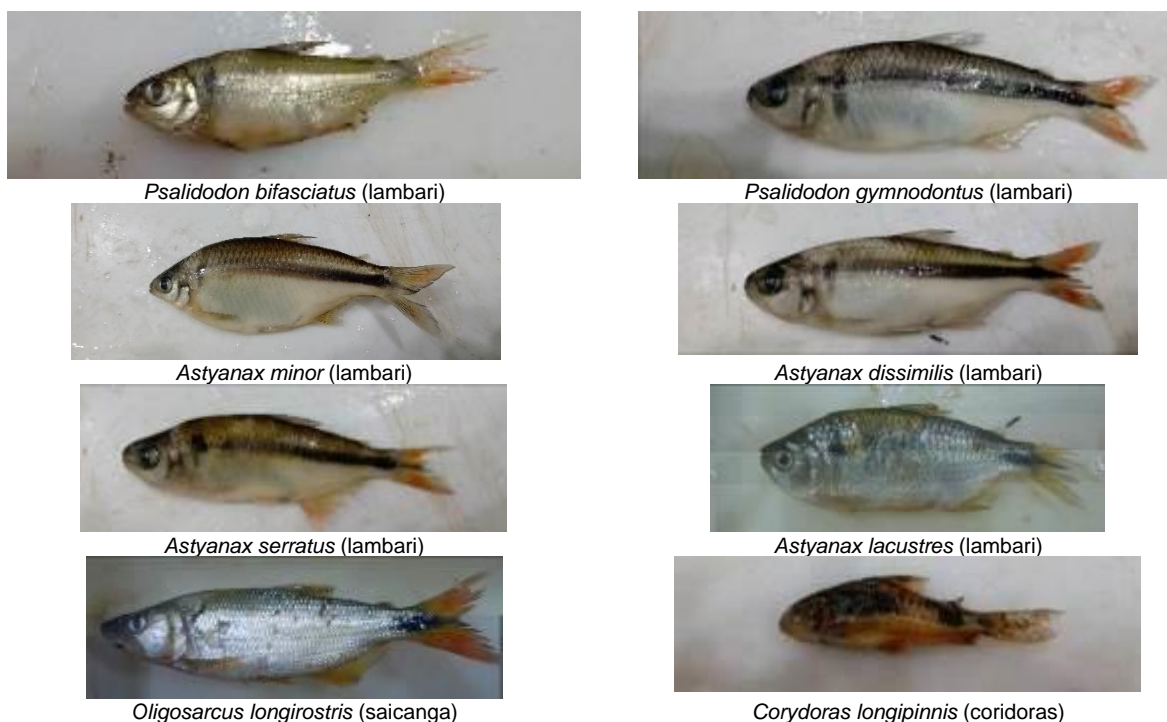 Psalidodon bifasciatus (lambari)
Psalidodon gymnodontus (lambari)
Astyanax minor (lambari)
Astyanax dissimilis (lambari)
Astyanax serratus (lambari)
Astyanax lacustres (lambari)
Oligosarcus longirostris (saicanga)
Corydoras longipinnis (coridoras)